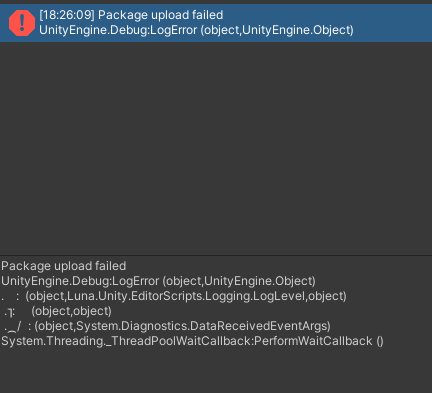 [18:26:09] Package upload failed
UnityEngine.Debug:LogError (object,UnityEngine.Object)
Package upload failed
UnityEngine.Debug:LogError (object,UnityEngine.Object)
. : (object,Luna.Unity.EditorScripts.Logging.LogLevel,object)
.: (object,object)
._/ : (object,System.Diagnostics.DataReceivedEventArgs)
System.Threading._ThreadPoolWaitCallback:PerformWaitCallback ()